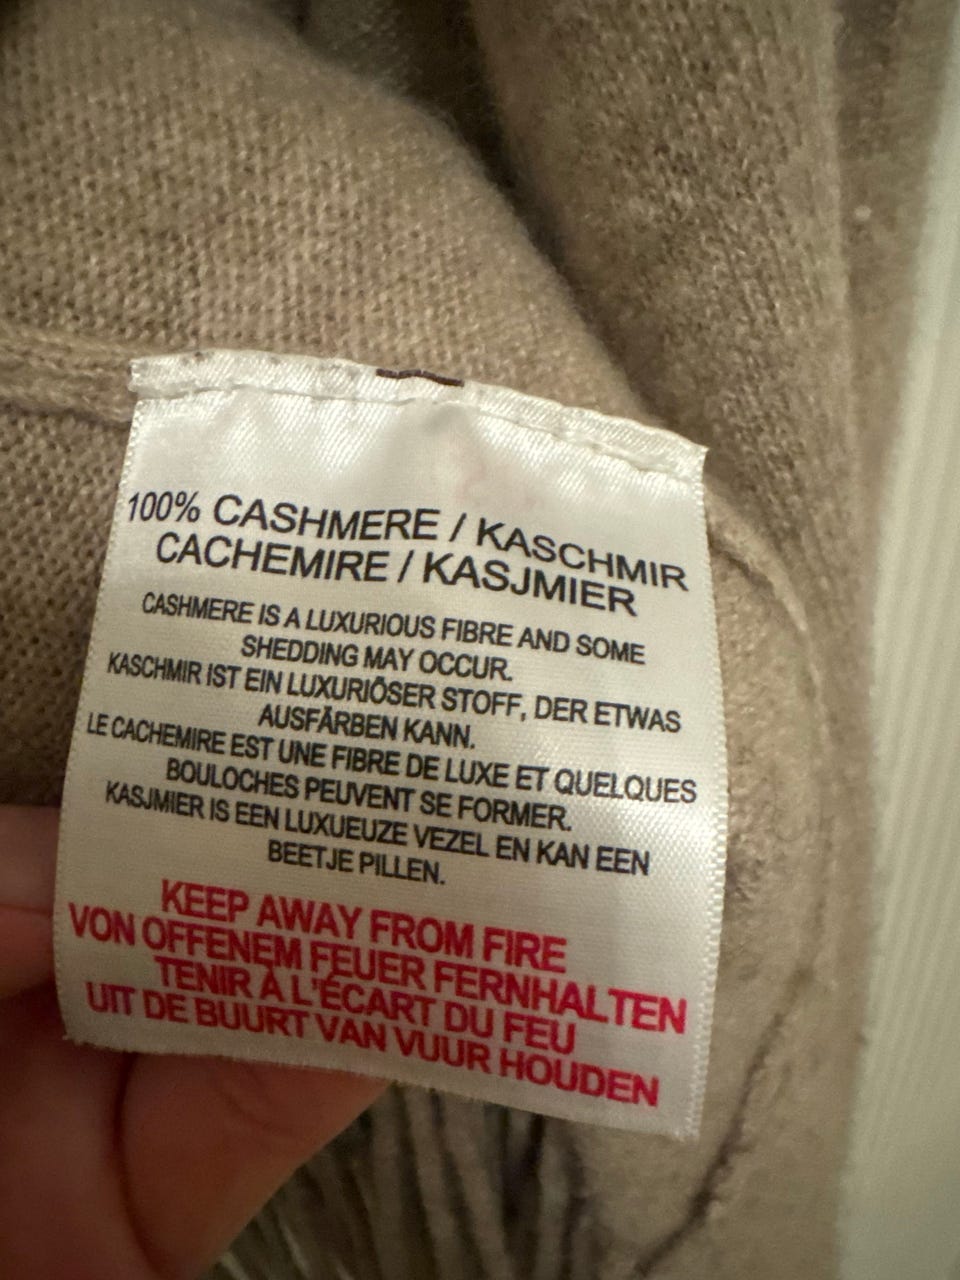 100% CASHMERE / KASCHMIR
CACHEMIRE / KASJMIER
CASHMERE IS A LUXURIOUS FIBRE AND SOME
SHEDDING MAY OCCUR.
KASCHMIR IST EIN LUXURIÖSER STOFF, DER ETWAS
AUSFÄRBEN KANN.
LE CACHEMIRE EST UNE FIBRE DE LUXE ET QUELQUES
BOULOCHES PEUVENT SE FORMER.
KASJMIER IS EEN LUXUEUZE VEZEL EN KAN EEN
BEETJE PILLEN.
KEEP AWAY FROM FIRE
VON OFFENEM FEUER FERNHALTEN
TENIR À L'ÉCART DU FEU
UIT DE BUURT VAN VUUR HOUDEN